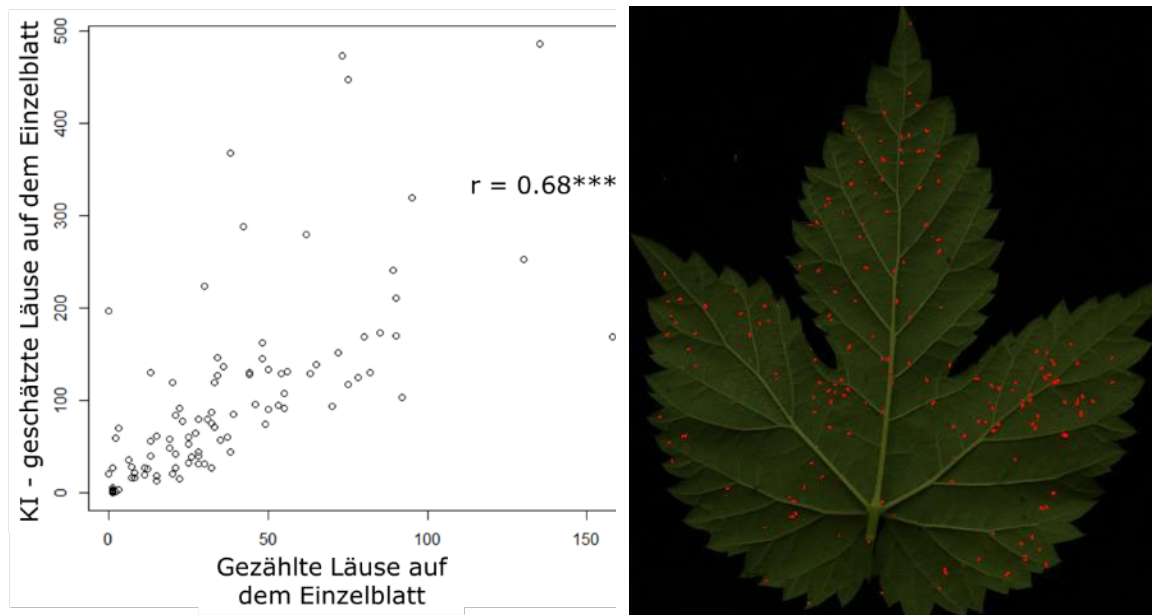 KI - geschätzte Läuse auf dem Einzelblatt
500
400
300
200
100
0
r = 0.68***
0
50
100
150
Gezählte Läuse auf
dem Einzelblatt